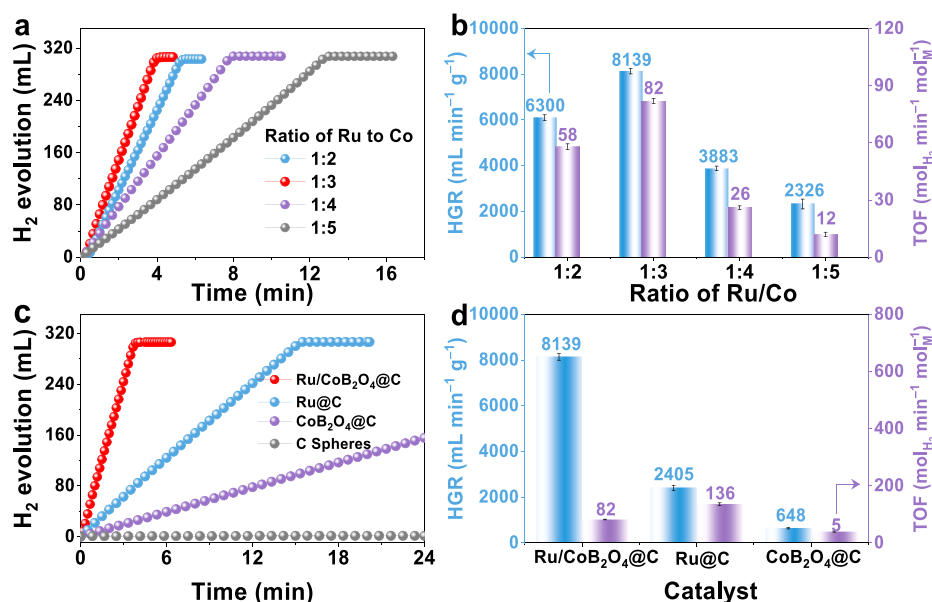 a
H₂ evolution (mL)
320
240
160
80
0
Ratio of Ru to Co
1:2
1:3
1:4
1:5
0 4 8 12 16
Time (min)
b
HGR (mL min⁻¹ g⁻¹)
10000
8000
6000
4000
2000
0
6300
58
8139
82
3883
26
2326
12
120
90
60
30
0
TOF (mol_H₂ min⁻¹ mol_M⁻¹)
1:2 1:3 1:4 1:5
Ratio of Ru/Co
c
H₂ evolution (mL)
320
240
160
80
0
Ru/CoB₂O₄@C
Ru@C
CoB₂O₄@C
C Spheres
0 6 12 18 24
Time (min)
d
HGR (mL min⁻¹ g⁻¹)
10000
8000
6000
4000
2000
0
8139
82
2405
136
648
5
800
600
400
200
0
TOF (mol_H₂ min⁻¹ mol_M⁻¹)
Ru/CoB₂O₄@C Ru@C CoB₂O₄@C
Catalyst